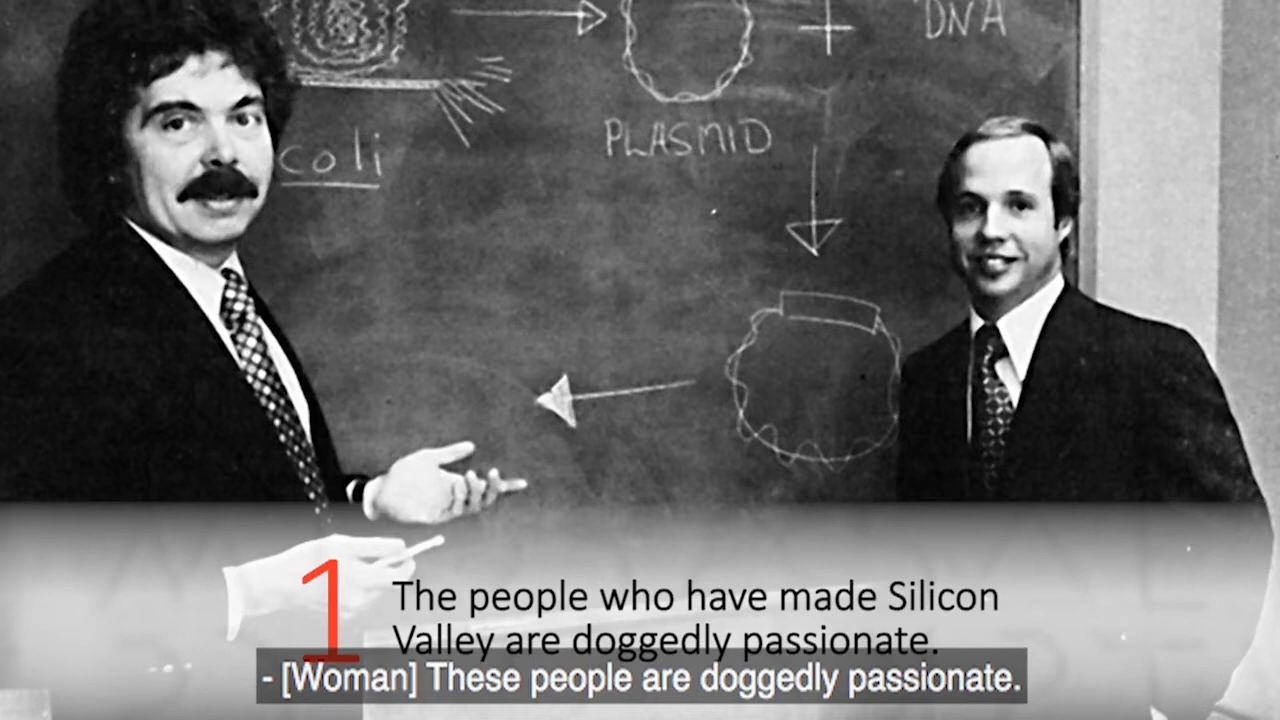 DNA
coli
PLASMID
1
The people who have made Silicon
Valley are doggedly passionate.
- [Woman] These people are doggedly passionate.